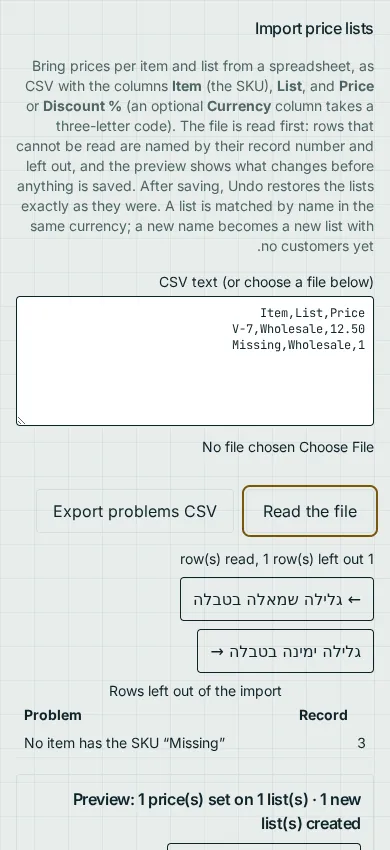 Import price lists
Bring prices per item and list from a spreadsheet, as
CSV with the columns Item (the SKU), List, and Price
or Discount % (an optional Currency column takes a
three-letter code). The file is read first: rows that
cannot be read are named by their record number and
left out, and the preview shows what changes before
anything is saved. After saving, Undo restores the lists
exactly as they were. A list is matched by name in the
same currency; a new name becomes a new list with
no customers yet.
CSV text (or choose a file below)
Item,List,Price
V-7,Wholesale,12.50
Missing,Wholesale,1
Choose File No file chosen
Read the file
Export problems CSV
1 row(s) read, 1 row(s) left out
← גלילה שמאלה בטבלה
גלילה ימינה בטבלה →
Rows left out of the import
Record Problem
3 No item has the SKU “Missing”
Preview: 1 price(s) set on 1 list(s) · 1 new
list(s) created